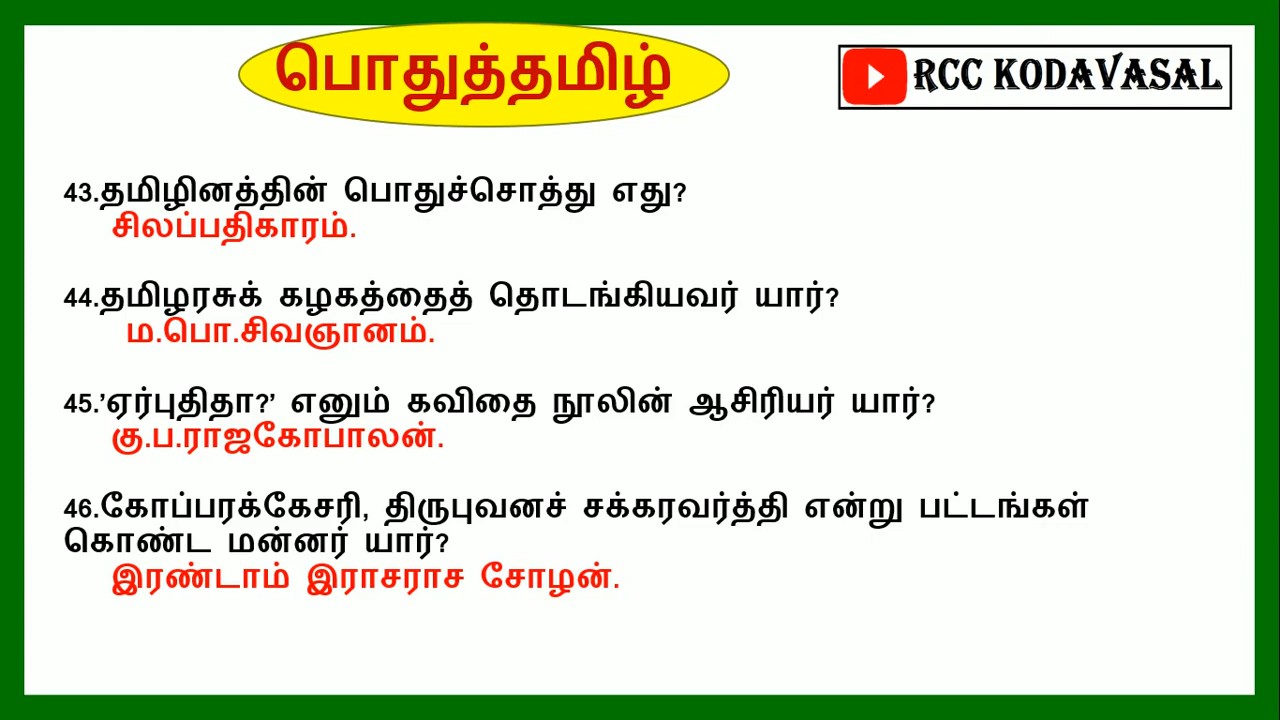 பொதுத்தமிழ்
RCC KODAVASAL
43.தமிழினத்தின் பொதுச்சொத்து எது?
சிலப்பதிகாரம்.
44.தமிழரசுக் கழகத்தைத் தொடங்கியவர் யார்?
ம.பொ.சிவஞானம்.
45.’ஏர்புதிதா?’ எனும் கவிதை நூலின் ஆசிரியர் யார்?
கு.ப.ராஜகோபாலன்.
46.கோப்பரக்கேசரி, திருபுவனச் சக்கரவர்த்தி என்று பட்டங்கள்
கொண்ட மன்னர் யார்?
இரண்டாம் இராசராச சோழன்.